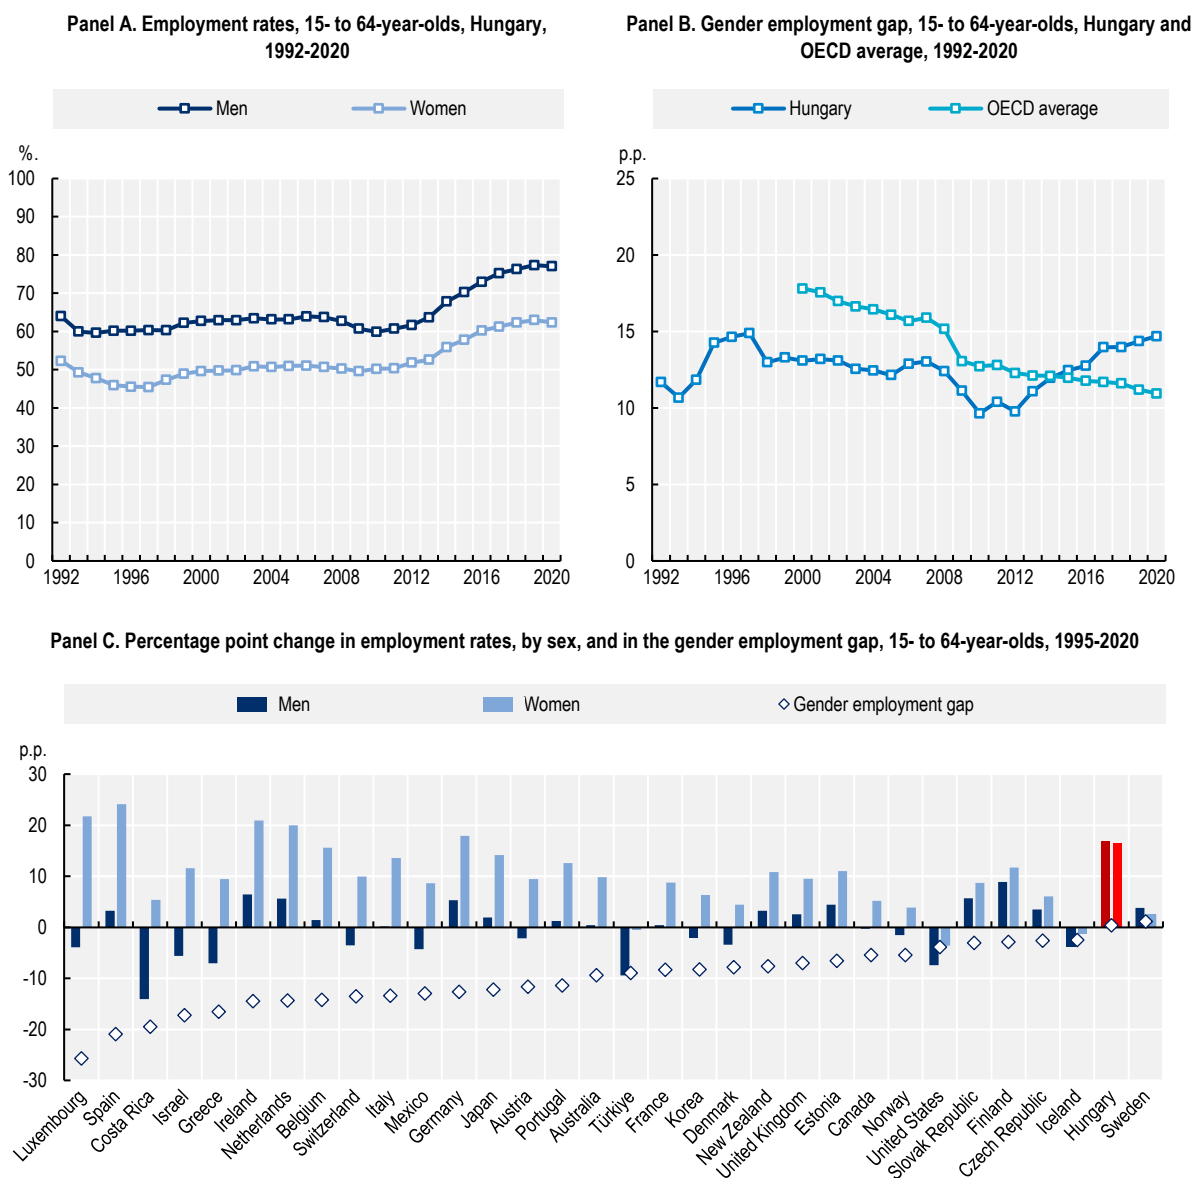 Panel A. Employment rates, 15- to 64-year-olds, Hungary,
1992-2020
Men
Women
%.
100
90
80
70
60
50
40
30
20
10
0
1992
1996
2000
2004
2008
2012
2016
2020
Panel B. Gender employment gap, 15- to 64-year-olds, Hungary and
OECD average, 1992-2020
Hungary
OECD average
p.p.
25
20
15
10
5
0
1992
1996
2000
2004
2008
2012
2016
2020
Panel C. Percentage point change in employment rates, by sex, and in the gender employment gap, 15- to 64-year-olds, 1995-2020
Men
Women
Gender employment gap
p.p.
30
20
10
0
-10
-20
-30
Luxembourg
Spain
Costa Rica
Israel
Greece
Ireland
Netherlands
Belgium
Switzerland
Italy
Mexico
Germany
Japan
Austria
Portugal
Australia
Türkiye
France
Korea
Denmark
New Zealand
United Kingdom
Estonia
Canada
Norway
United States
Slovak Republic
Finland
Czech Republic
Iceland
Hungary
Sweden